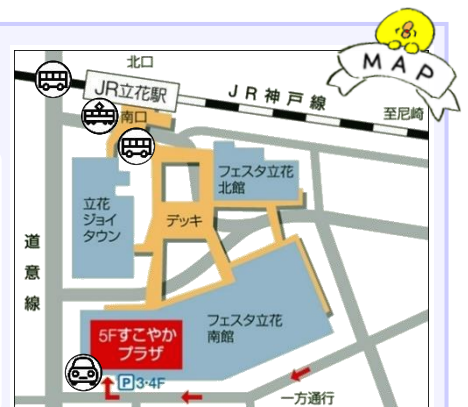 MAP
北口
JR立花駅
JR神戸線
至尼崎
南口
フェスタ立花
北館
立花
ジョイ
タウン
デッキ
道意線
フェスタ立花
南館
5Fすこやか
プラザ
P3・4F
一方通行